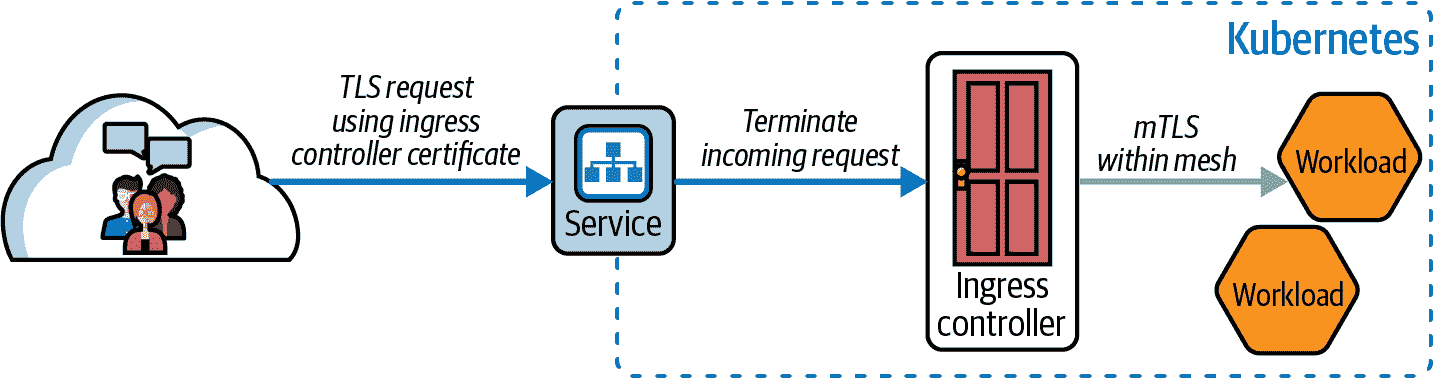 Kubernetes
TLS request
using ingress
controller certificate
Service
Terminate
incoming request
Ingress
controller
mTLS
within mesh
Workload
Workload